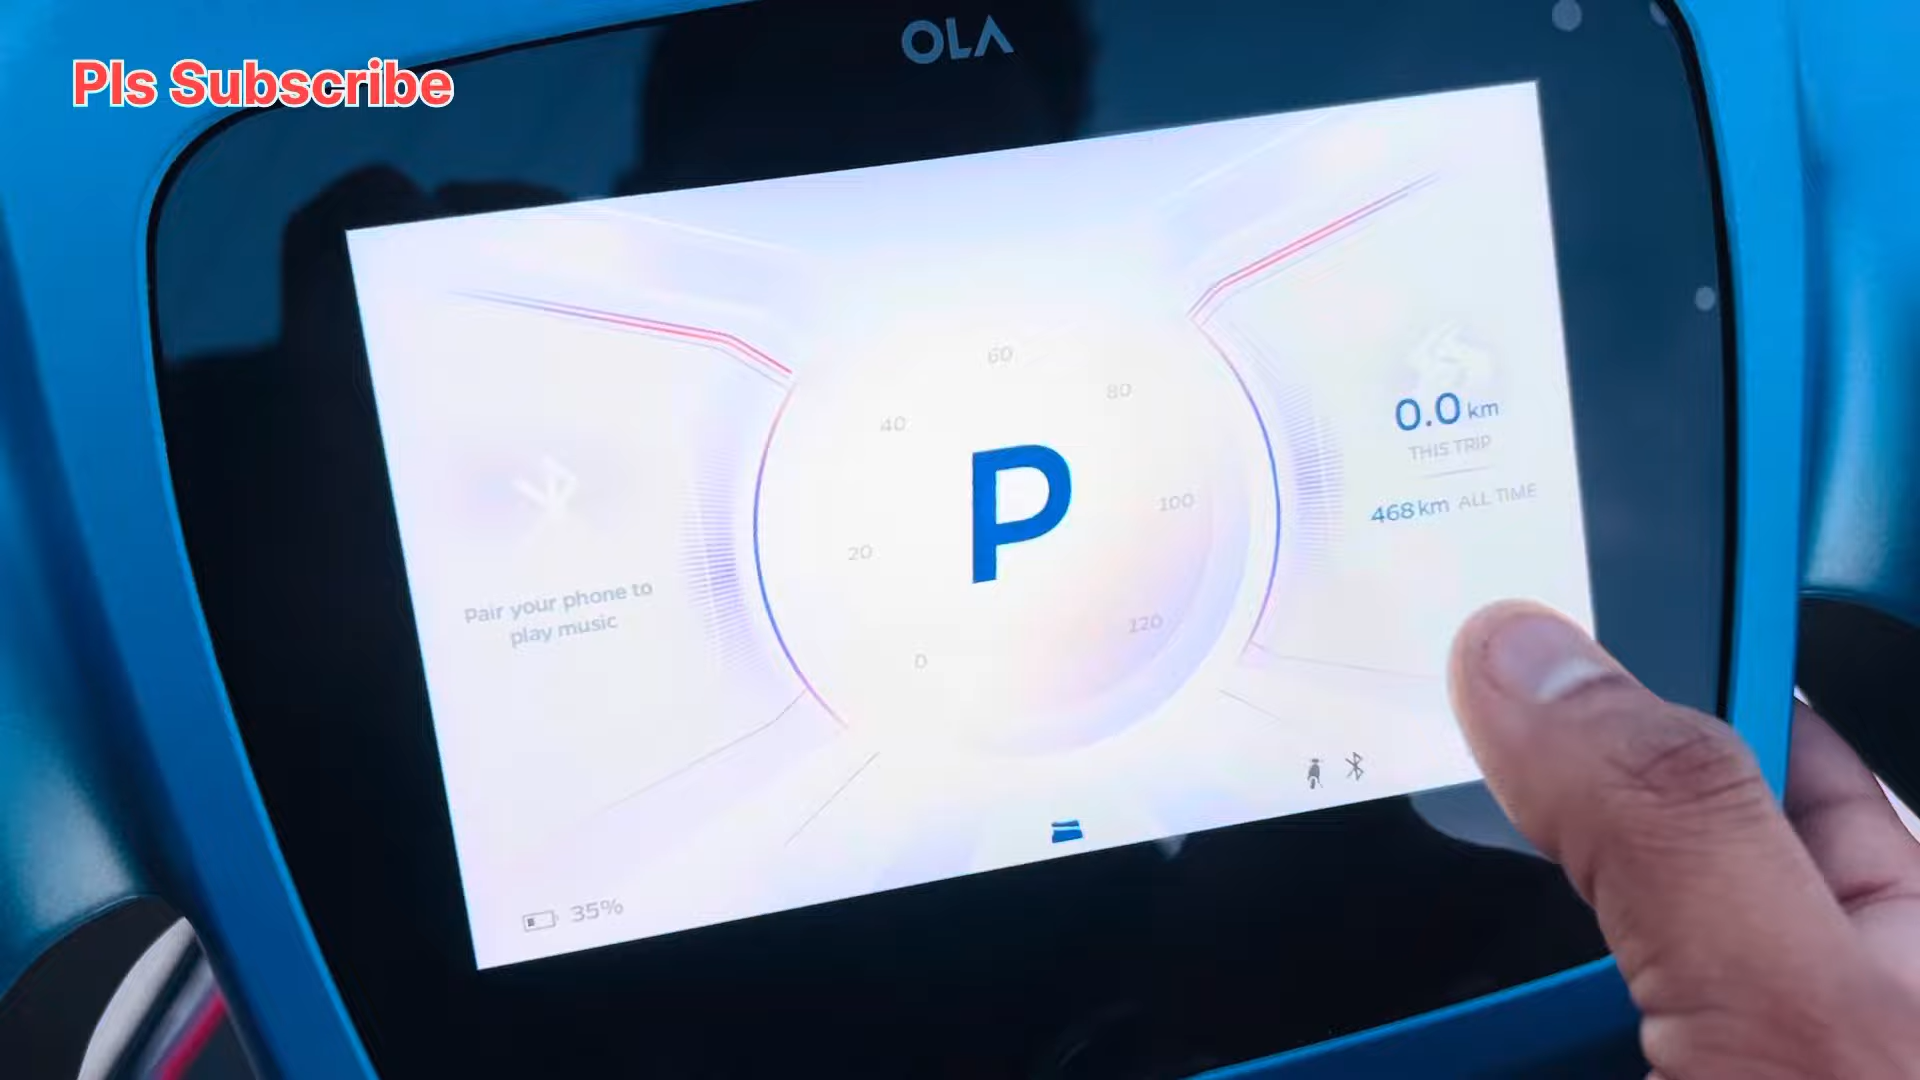 Pls Subscribe
OLA
60
80
40
100
20
120
0
P
0.0 km
THIS TRIP
468 km ALL TIME
Pair your phone to
play music
35%